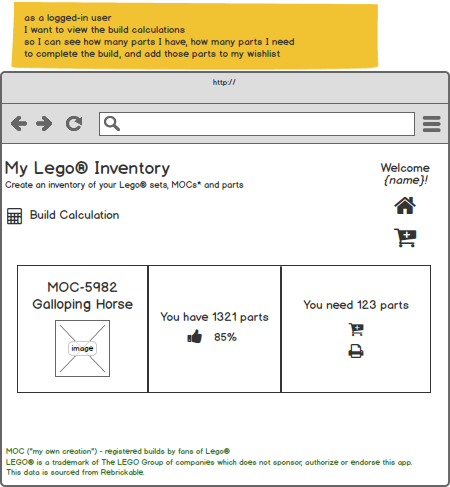 as a logged-in user
I want to view the build calculations
so I can see how many parts I have, how many parts I need
to complete the build, and add those parts to my wishlist
http://
My Lego® Inventory
Create an inventory of your Lego® sets, MOCs* and parts
Welcome
{name}!
Build Calculation
MOC-5982
Galloping Horse
image
You have 1321 parts
85%
You need 123 parts
MOC ("my own creation") - registered builds by fans of Lego®
LEGO® is a trademark of The LEGO Group of companies which does not sponsor, authorize or endorse this app.
This data is sourced from Rebrickable.